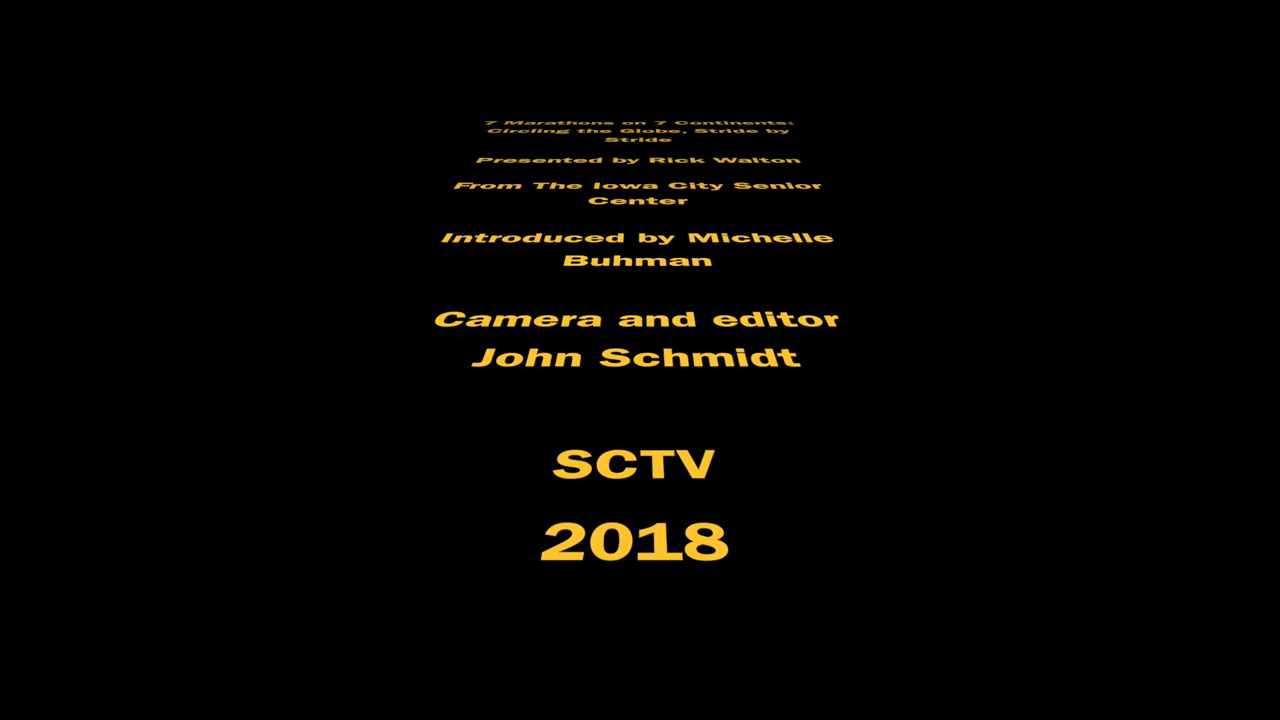 7 Marathons on 7 Continents:
Circling the Globe, Stride by
Stride
Presented by Rick Walton
From The Iowa City Senior
Center
Introduced by Michelle
Buhman
Camera and editor
John Schmidt
SCTV
2018